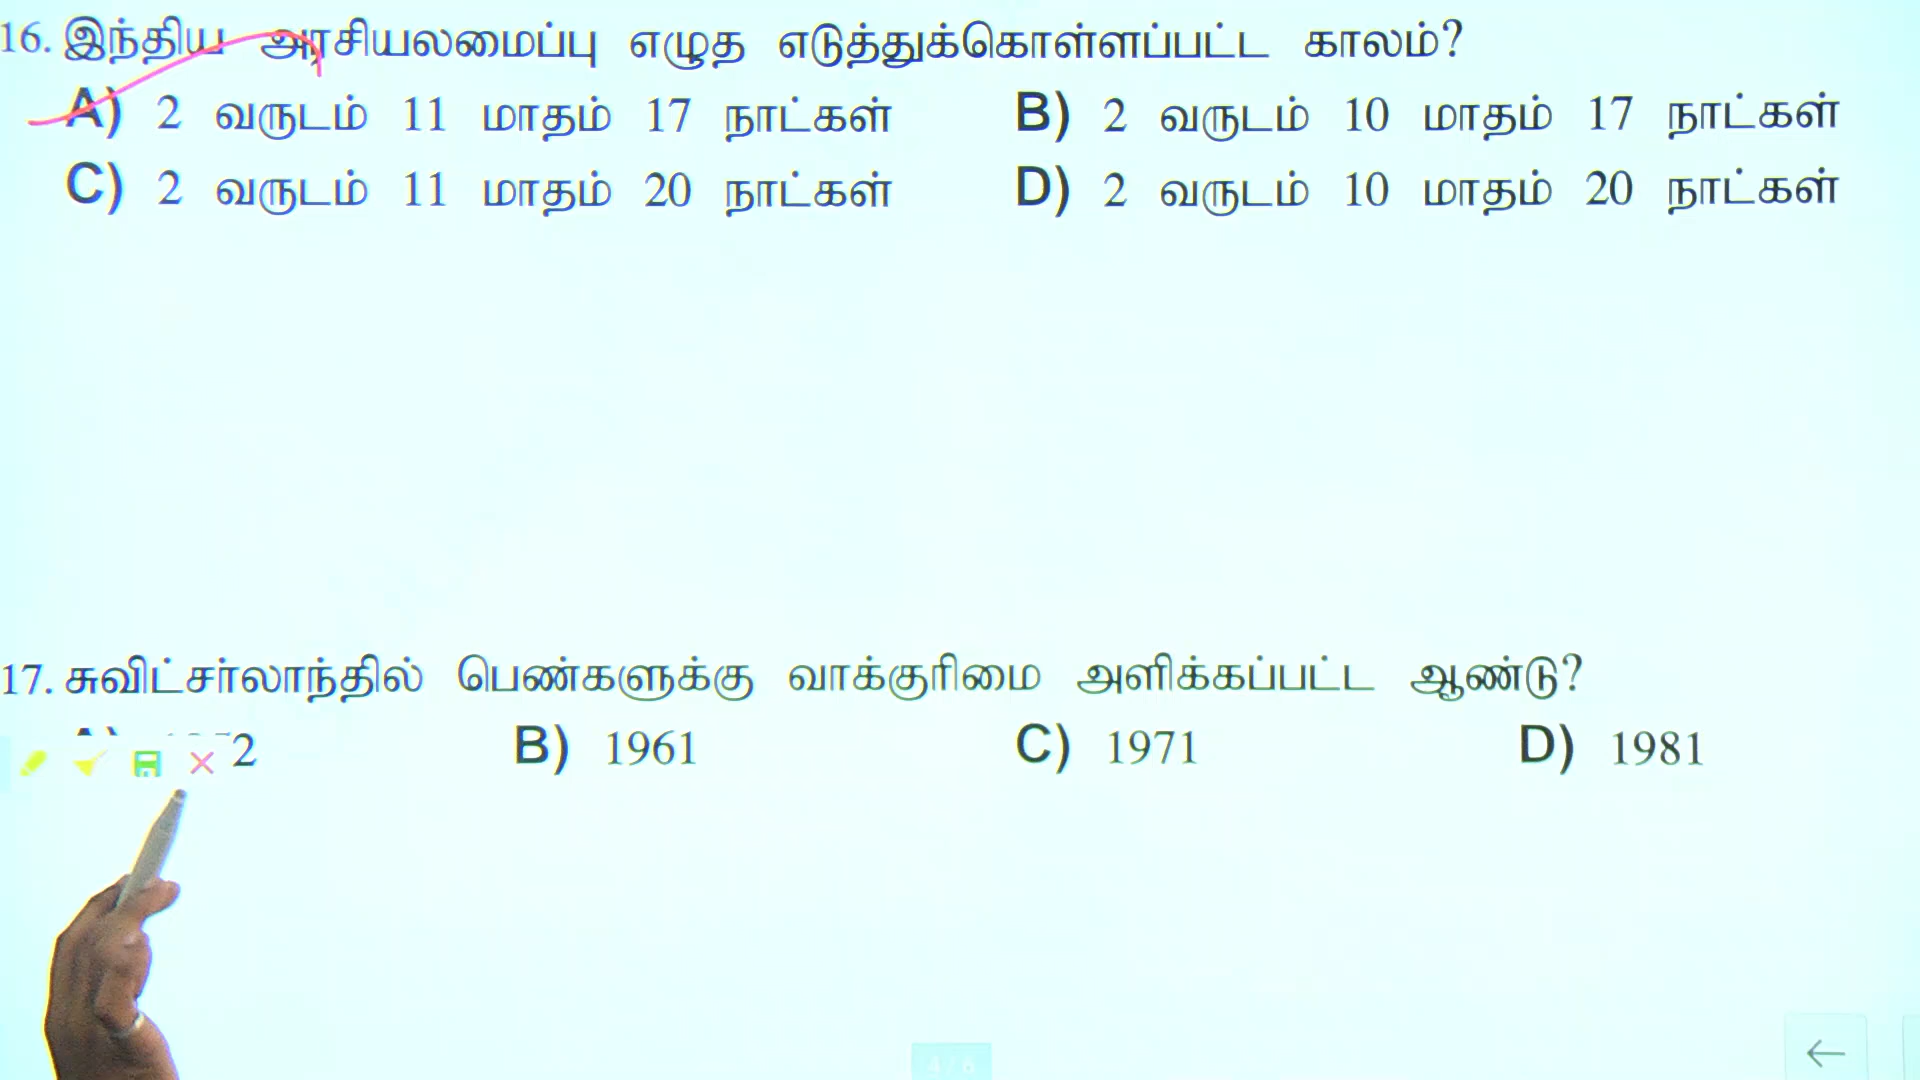 16. இந்திய அரசியலமைப்பு எழுத எடுத்துக்கொள்ளப்பட்ட காலம்?
A) 2 வருடம் 11 மாதம் 17 நாட்கள் B) 2 வருடம் 10 மாதம் 17 நாட்கள்
C) 2 வருடம் 11 மாதம் 20 நாட்கள் D) 2 வருடம் 10 மாதம் 20 நாட்கள்
17. சுவிட்சர்லாந்தில் பெண்களுக்கு வாக்குரிமை அளிக்கப்பட்ட ஆண்டு?
B) 1961 C) 1971 D) 1981
4 / 8